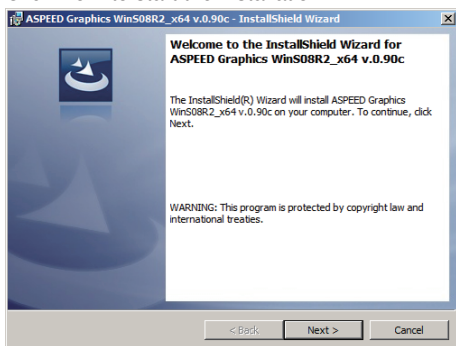 ASPEED Graphics WinS08R2_x64 v.0.90c - InstallShield Wizard
Welcome to the InstallShield Wizard for
ASPEED Graphics WinS08R2_x64 v.0.90c
The InstallShield(R) Wizard will install ASPEED Graphics
WinS08R2_x64 v.0.90c on your computer. To continue, click
Next.
WARNING: This program is protected by copyright law and
international treaties.
< Back Next > Cancel